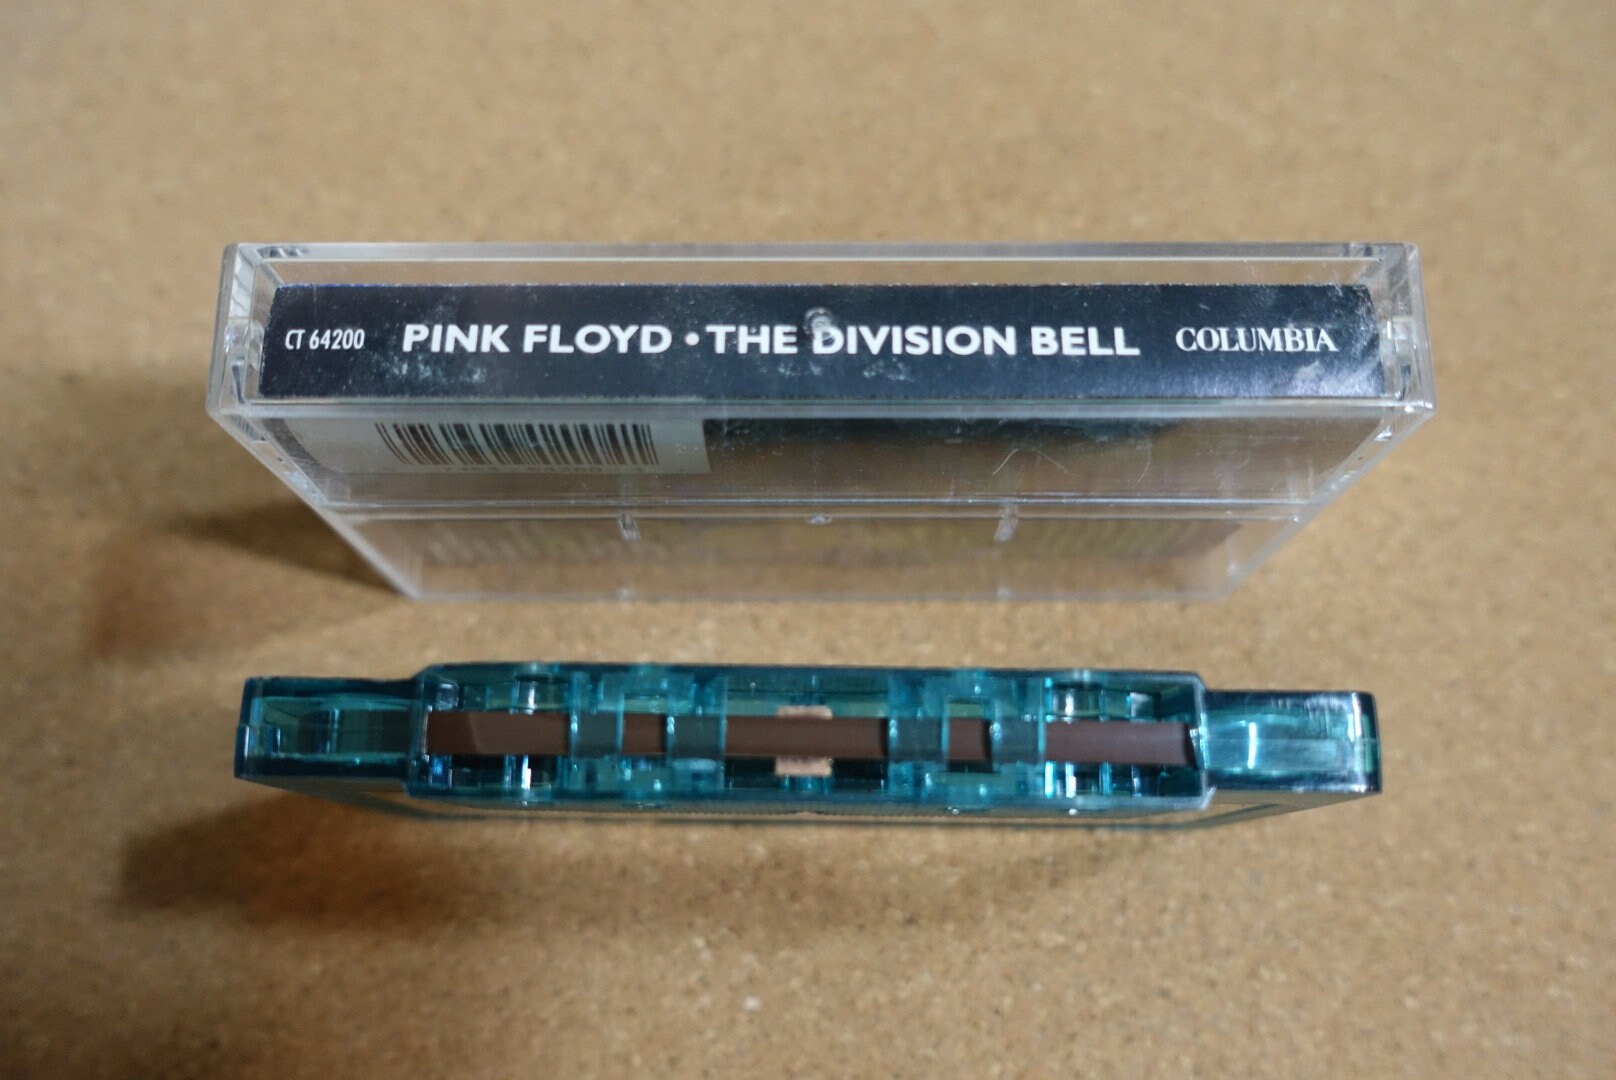 CT 64200 PINK FLOYD • THE DIVISION BELL COLUMBIA